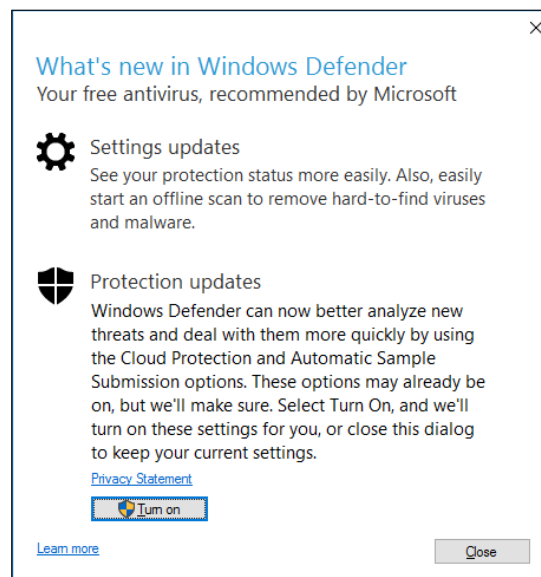 What's new in Windows Defender
Your free antivirus, recommended by Microsoft
Settings updates
See your protection status more easily. Also, easily
start an offline scan to remove hard-to-find viruses
and malware.
Protection updates
Windows Defender can now better analyze new
threats and deal with them more quickly by using
the Cloud Protection and Automatic Sample
Submission options. These options may already be
on, but we'll make sure. Select Turn On, and we'll
turn on these settings for you, or close this dialog
to keep your current settings.
Privacy Statement
Turn on
Learn more
Close